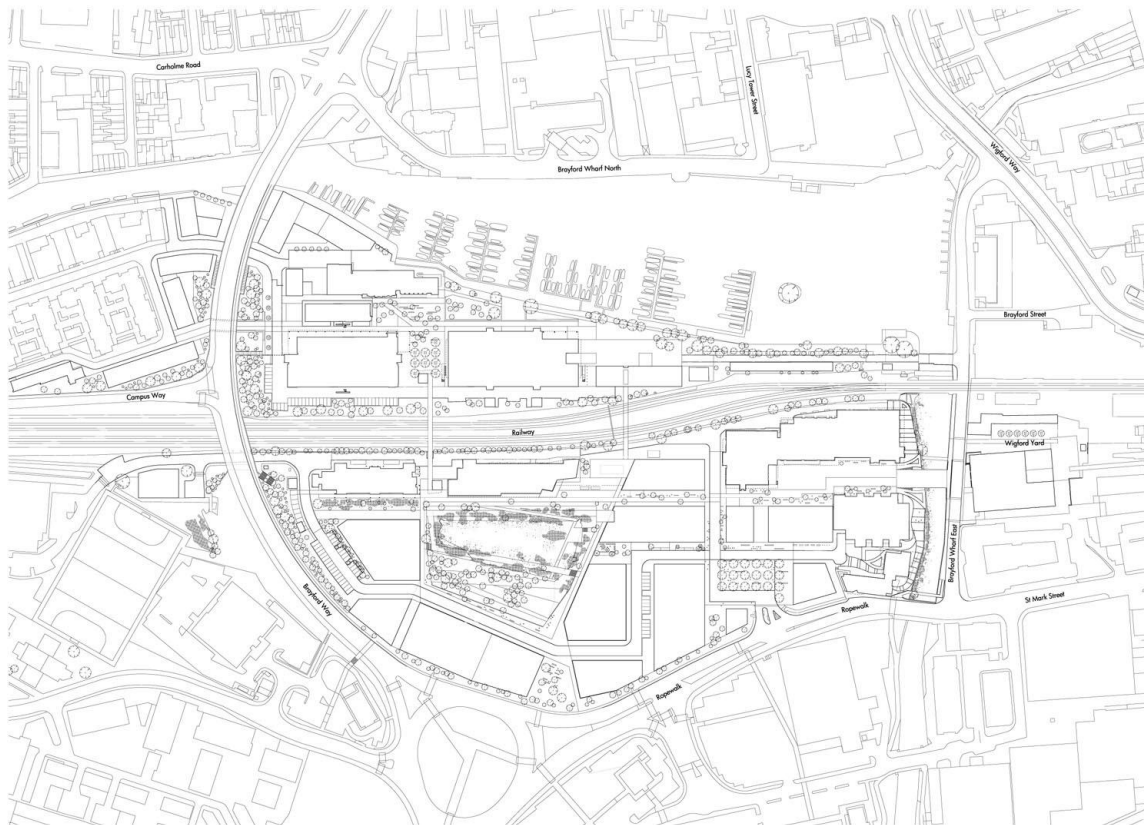 Carholme Road
Lucy Tower Street
Wigford Way
Brayford Wharf North
Brayford Street
Campus Way
Railway
Wigford Yard
Brayford Wharf East
Brayford Way
St Mark Street
Ropewalk
Ropewalk